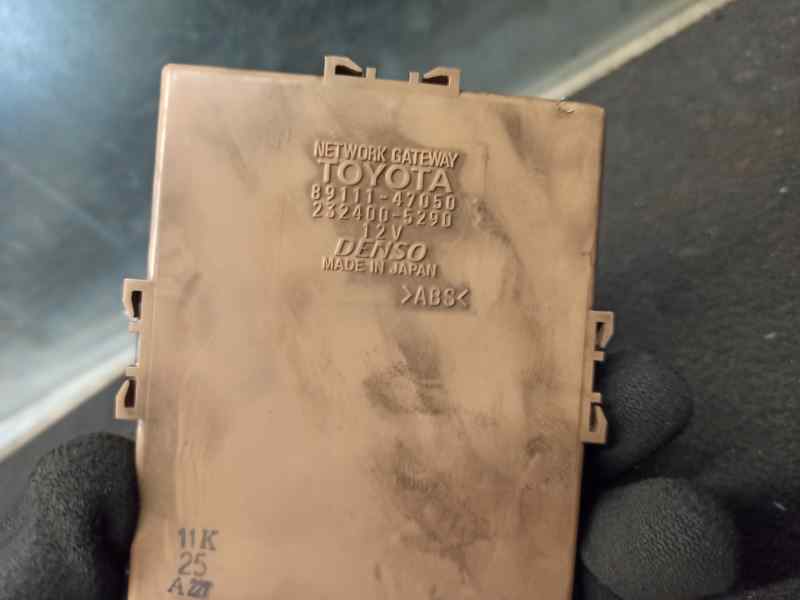 NETWORK GATEWAY
TOYOTA
89111-47050
232400-5290
12V
DENSO
MADE IN JAPAN
>ABS<
11K
25